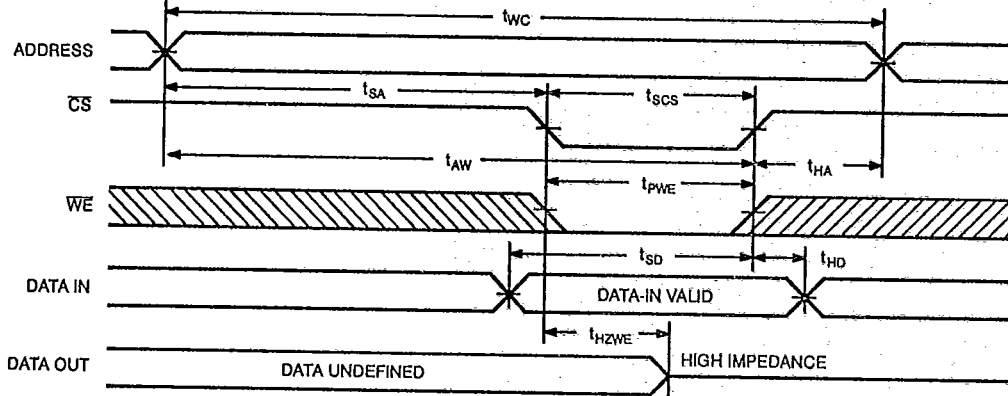 tWC
ADDRESS
tSA
tSCS
CS
tAW
tHA
tPWE
WE
tSD
tHD
DATA IN
DATA-IN VALID
tHZWE
DATA OUT
DATA UNDEFINED
HIGH IMPEDANCE